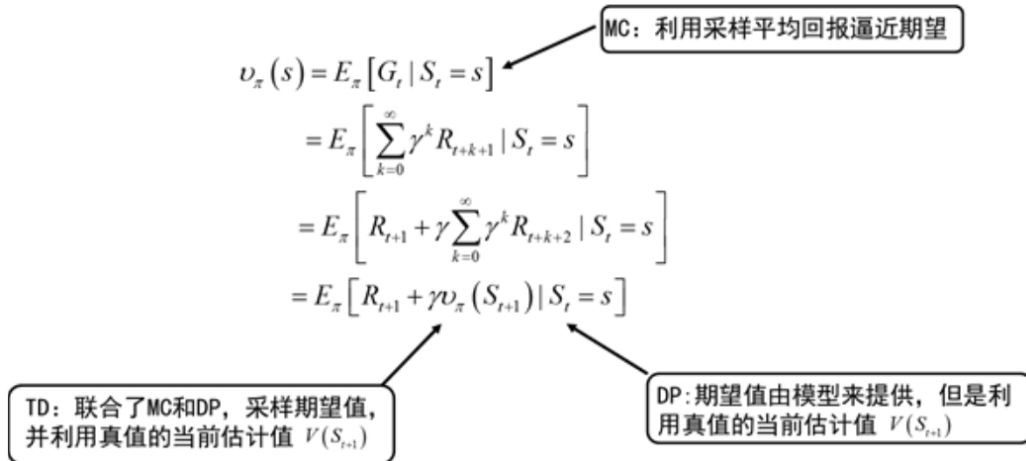 MC: 利用采样平均回报逼近期望
υ_π(s) = E_π[G_t | S_t = s]
= E_π[∑_{k=0}^{∞} γ^k R_{t+k+1} | S_t = s]
= E_π[R_{t+1} + γ∑_{k=0}^{∞} γ^k R_{t+k+2} | S_t = s]
= E_π[R_{t+1} + γυ_π(S_{t+1}) | S_t = s]
TD: 联合了MC和DP，采样期望值，
并利用真值的当前估计值 V(S_{t+1})
DP:期望值由模型来提供，但是利
用真值的当前估计值 V(S_{t+1})